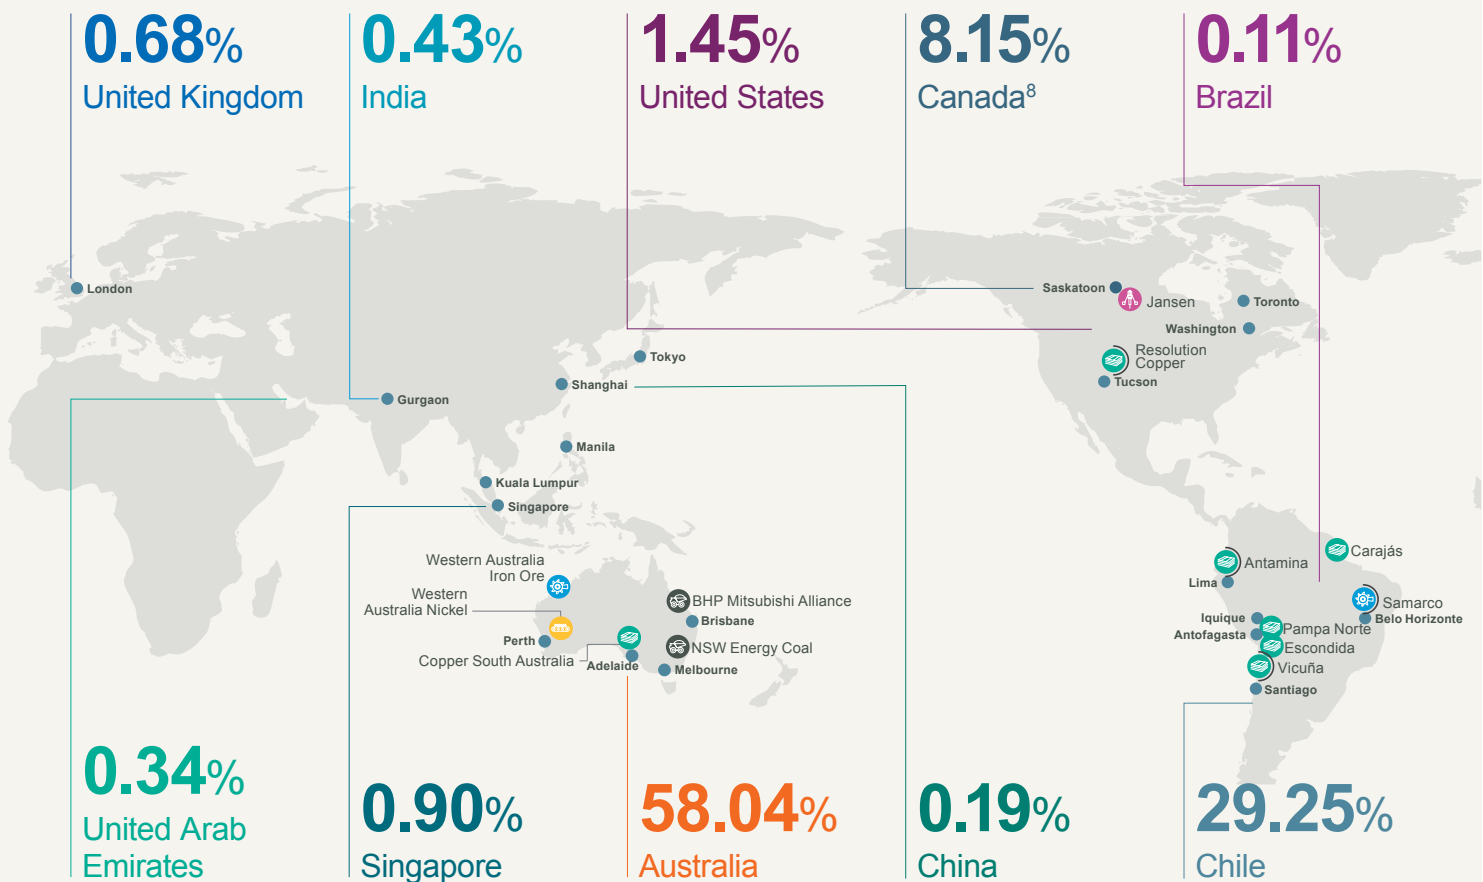 0.68%
United Kingdom
0.43%
India
1.45%
United States
8.15%
Canada⁸
0.11%
Brazil
London
Saskatoon
Jansen
Toronto
Washington
Resolution
Copper
Tucson
Tokyo
Shanghai
Gurgaon
Manila
Kuala Lumpur
Singapore
Western Australia
Iron Ore
Western
Australia Nickel
Perth
Copper South Australia
Adelaide
BHP Mitsubishi Alliance
Brisbane
NSW Energy Coal
Melbourne
Carajás
Antamina
Lima
Samarco
Belo Horizonte
Iquique
Pampa Norte
Antofagasta
Escondida
Vicuña
Santiago
0.34%
United Arab
Emirates
0.90%
Singapore
58.04%
Australia
0.19%
China
29.25%
Chile